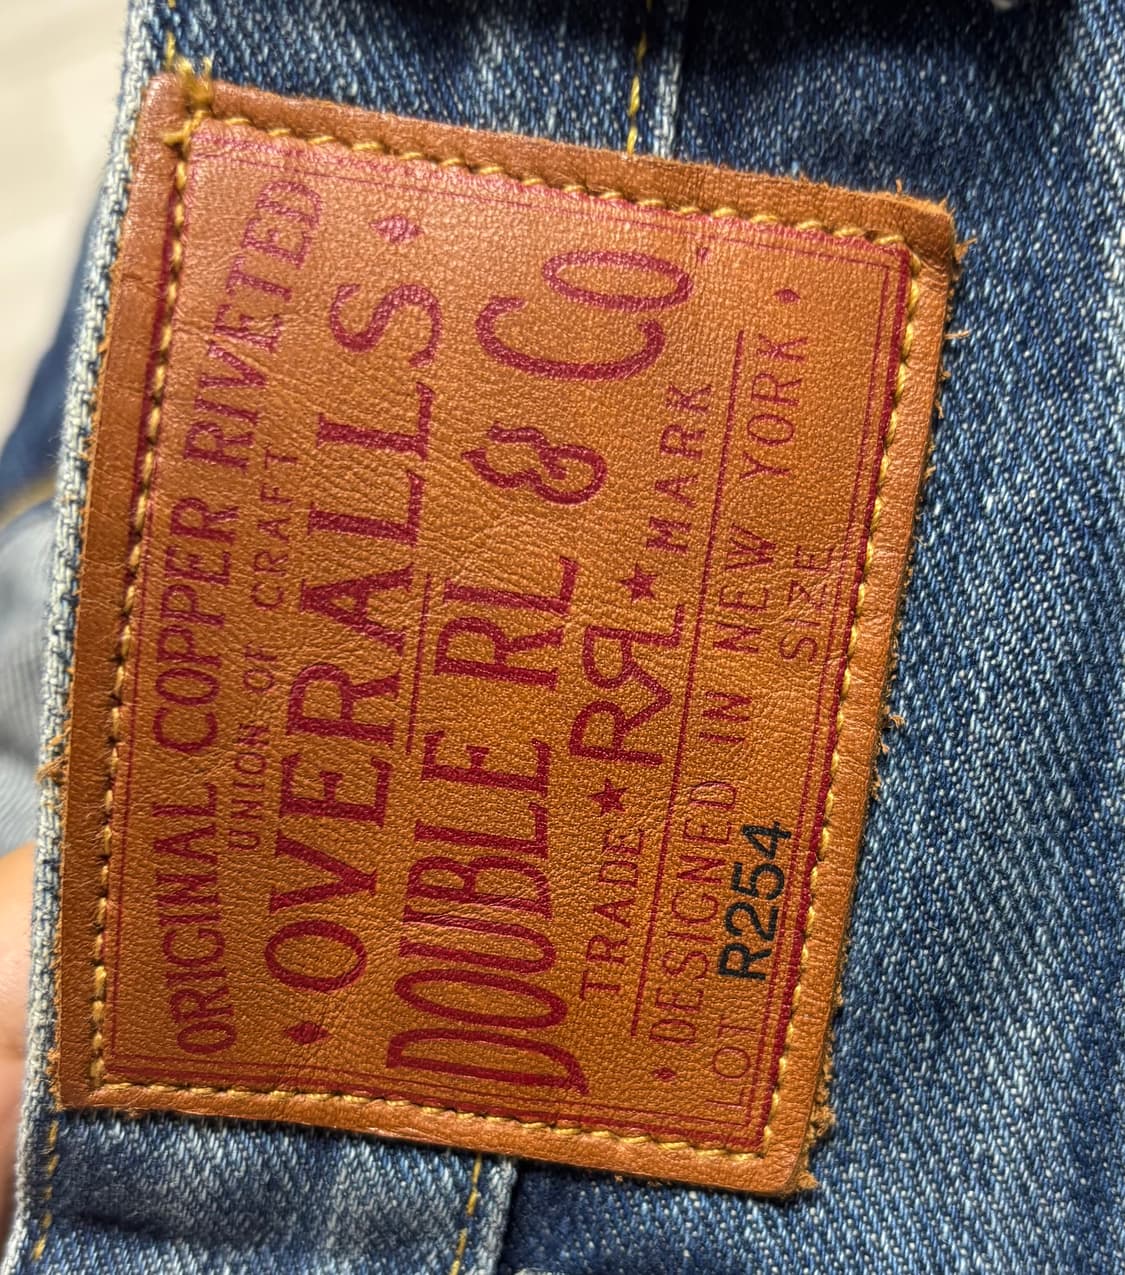 ORIGINAL COPPER RIVETED
UNION OF CRAFT
OVERALLS
DOUBLE RL & CO.
TRADE ★ RRL ★ MARK
DESIGNED IN NEW YORK
LOT R254 SIZE